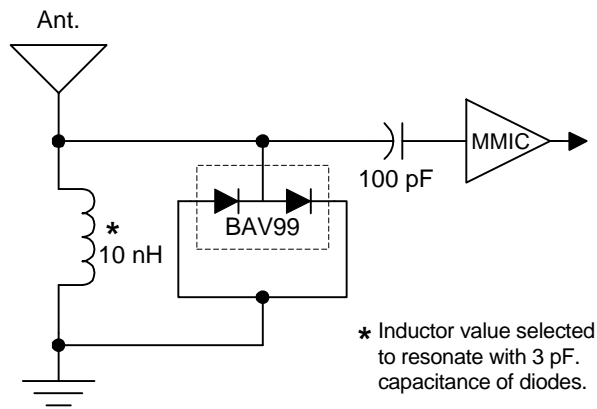 Ant.
MMIC
100 pF
BAV99
*
10 nH
* Inductor value selected
to resonate with 3 pF.
capacitance of diodes.